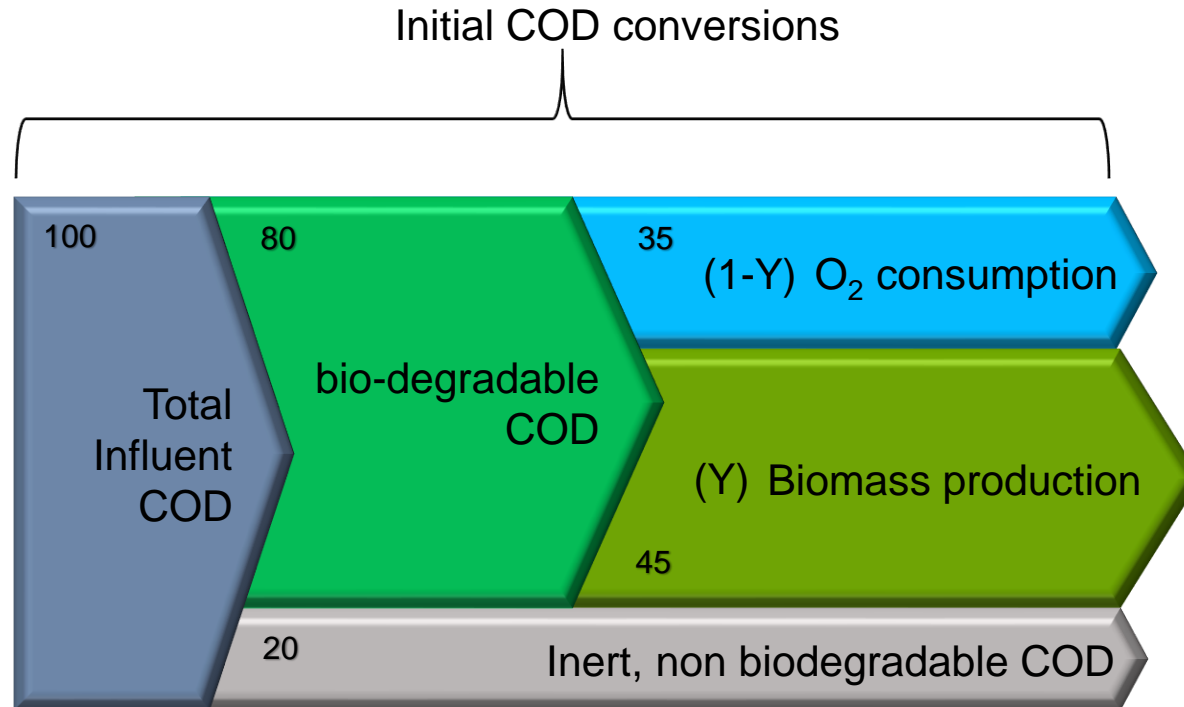 Initial COD conversions
100
Total
Influent
COD
80
bio-degradable
COD
35
(1-Y) O₂ consumption
(Y) Biomass production
45
20
Inert, non biodegradable COD